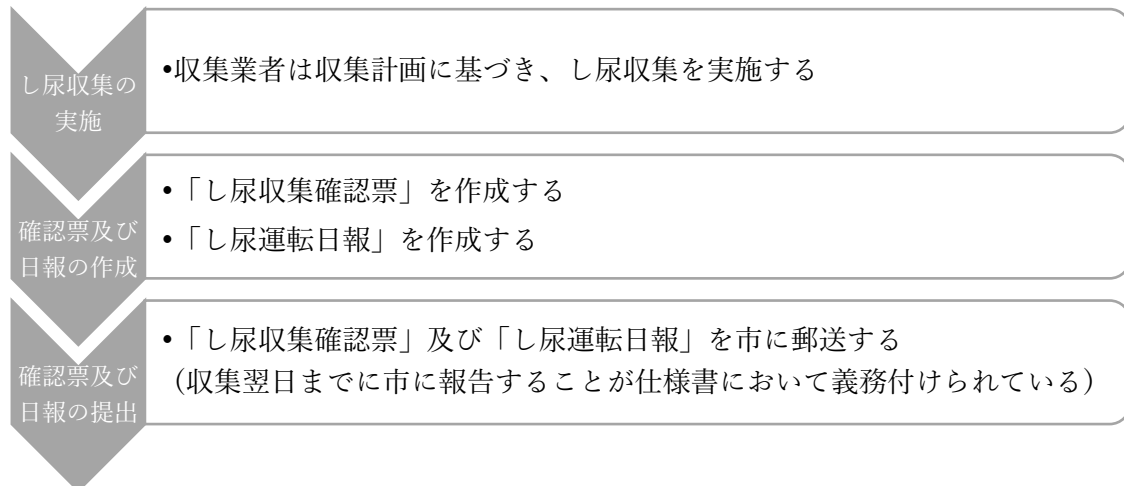 し尿収集の
実施
•収集業者は収集計画に基づき、し尿収集を実施する
確認票及び
日報の作成
•「し尿収集確認票」を作成する
•「し尿運転日報」を作成する
確認票及び
日報の提出
•「し尿収集確認票」及び「し尿運転日報」を市に郵送する
（収集翌日までに市に報告することが仕様書において義務付けられている）